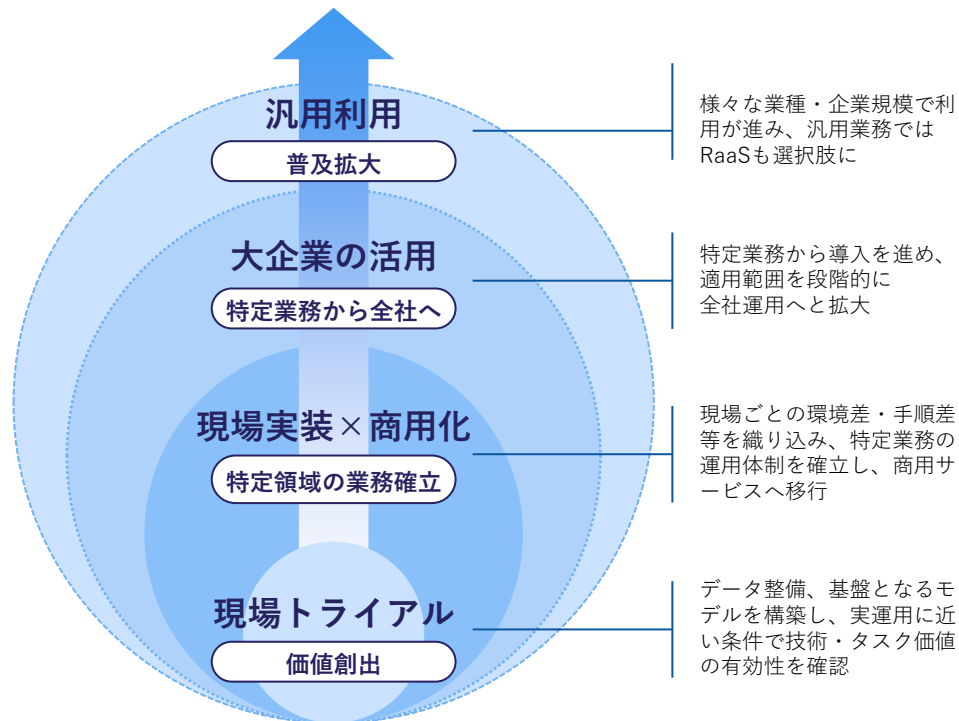 汎用利用
普及拡大
様々な業種・企業規模で利
用が進み、汎用業務では
RaaSも選択肢に
大企業の活用
特定業務から全社へ
特定業務から導入を進め、
適用範囲を段階的に
全社運用へと拡大
現場実装×商用化
特定領域の業務確立
現場ごとの環境差・手順差
等を織り込み、特定業務の
運用体制を確立し、商用サ
ービスへ移行
現場トライアル
価値創出
データ整備、基盤となるモ
デルを構築し、実運用に近
い条件で技術・タスク価値
の有効性を確認